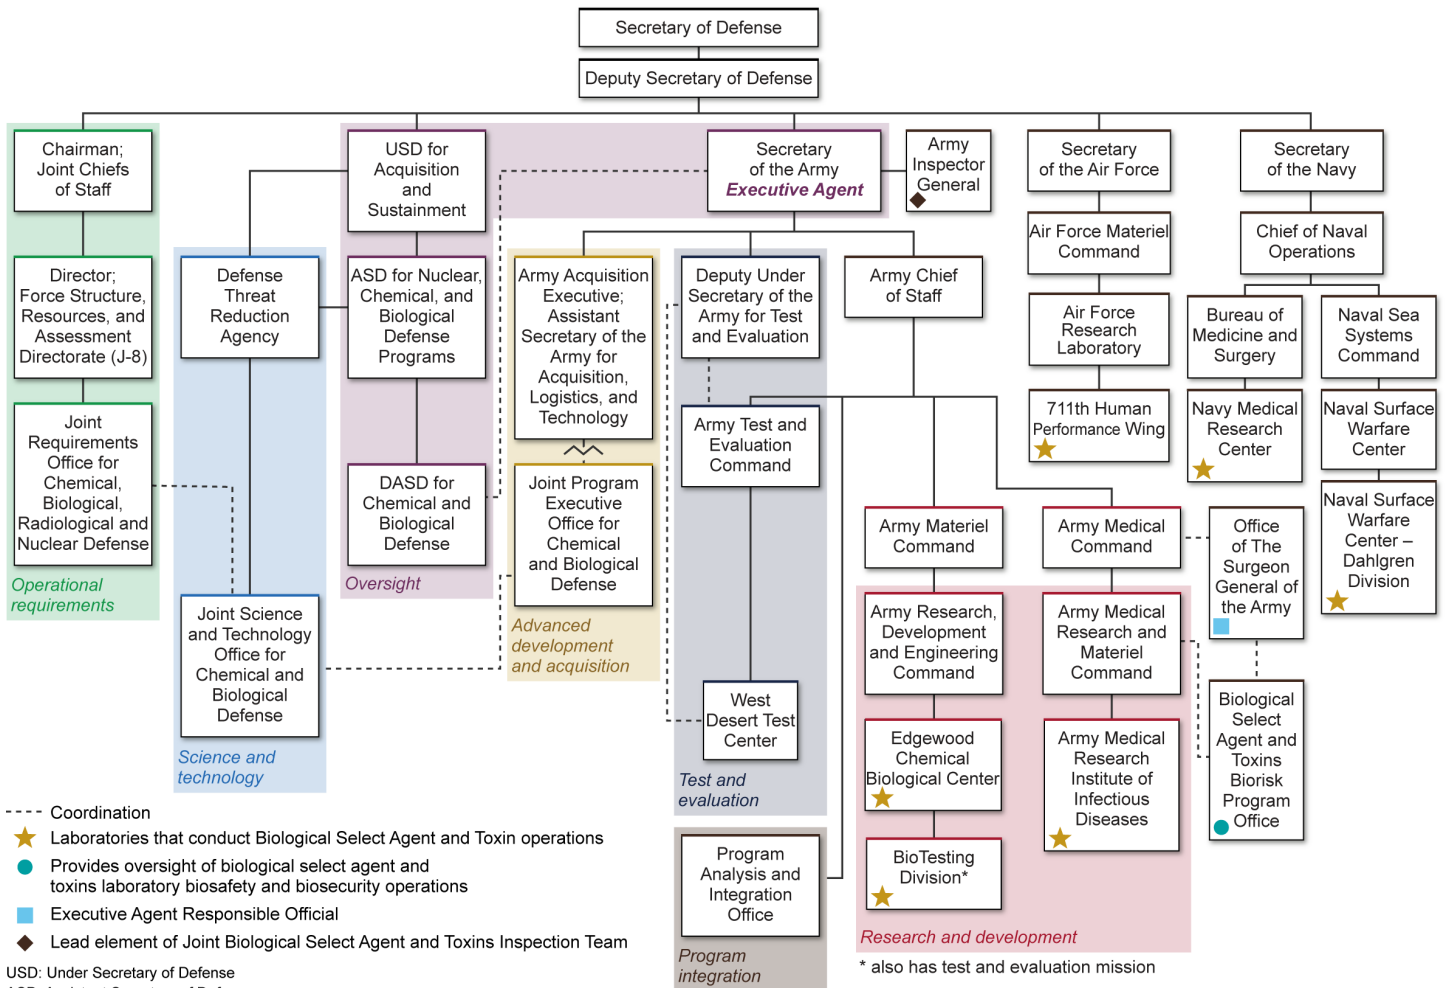 Secretary of Defense
Deputy Secretary of Defense
Chairman;
Joint Chiefs
of Staff
USD for
Acquisition
and
Sustainment
Secretary
of the Army
Executive Agent
Army
Inspector
General
Secretary
of the Air Force
Secretary
of the Navy
Director;
Force Structure,
Resources, and
Assessment
Directorate (J-8)
Defense
Threat
Reduction
Agency
ASD for Nuclear,
Chemical, and
Biological
Defense
Programs
Army Acquisition
Executive;
Assistant
Secretary of the
Army for
Acquisition,
Logistics, and
Technology
Deputy Under
Secretary of the
Army for Test
and Evaluation
Army Chief
of Staff
Air Force Materiel
Command
Chief of Naval
Operations
Air Force
Research
Laboratory
Bureau of
Medicine and
Surgery
Naval Sea
Systems
Command
Joint
Requirements
Office for
Chemical,
Biological,
Radiological and
Nuclear Defense
Operational
requirements
DASD for
Chemical and
Biological
Defense
Oversight
Joint Program
Executive
Office for
Chemical
and Biological
Defense
Advanced
development
and acquisition
Army Test and
Evaluation
Command
711th Human
Performance Wing
Navy Medical
Research
Center
Naval Surface
Warfare
Center
Naval Surface
Warfare
Center –
Dahlgren
Division
Army Materiel
Command
Army Medical
Command
Office
of The
Surgeon
General of
the Army
Joint Science
and Technology
Office for
Chemical and
Biological
Defense
Science and
technology
West
Desert Test
Center
Test and
evaluation
Army Research,
Development
and Engineering
Command
Army Medical
Research and
Materiel
Command
Edgewood
Chemical
Biological Center
Army Medical
Research
Institute of
Infectious
Diseases
Biological
Select
Agent and
Toxins
Biorisk
Program
Office
Program
Analysis and
Integration
Office
Program
integration
BioTesting
Division*
Research and development
* also has test and evaluation mission
Coordination
Laboratories that conduct Biological Select Agent and Toxin operations
Provides oversight of biological select agent and
toxins laboratory biosafety and biosecurity operations
Executive Agent Responsible Official
Lead element of Joint Biological Select Agent and Toxins Inspection Team
USD: Under Secretary of Defense